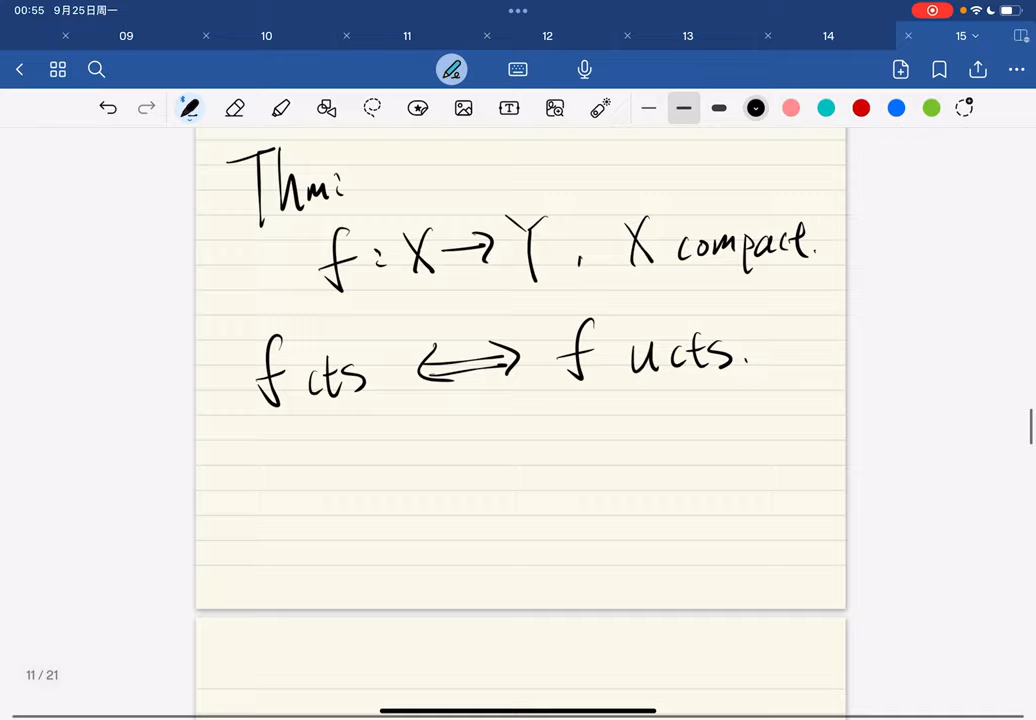 00:55 9月25日周一
09 10 11 12 13 14 15
Thm:
f : X → Y , X compact.
f cts ⟺ f ucts.
11 / 21